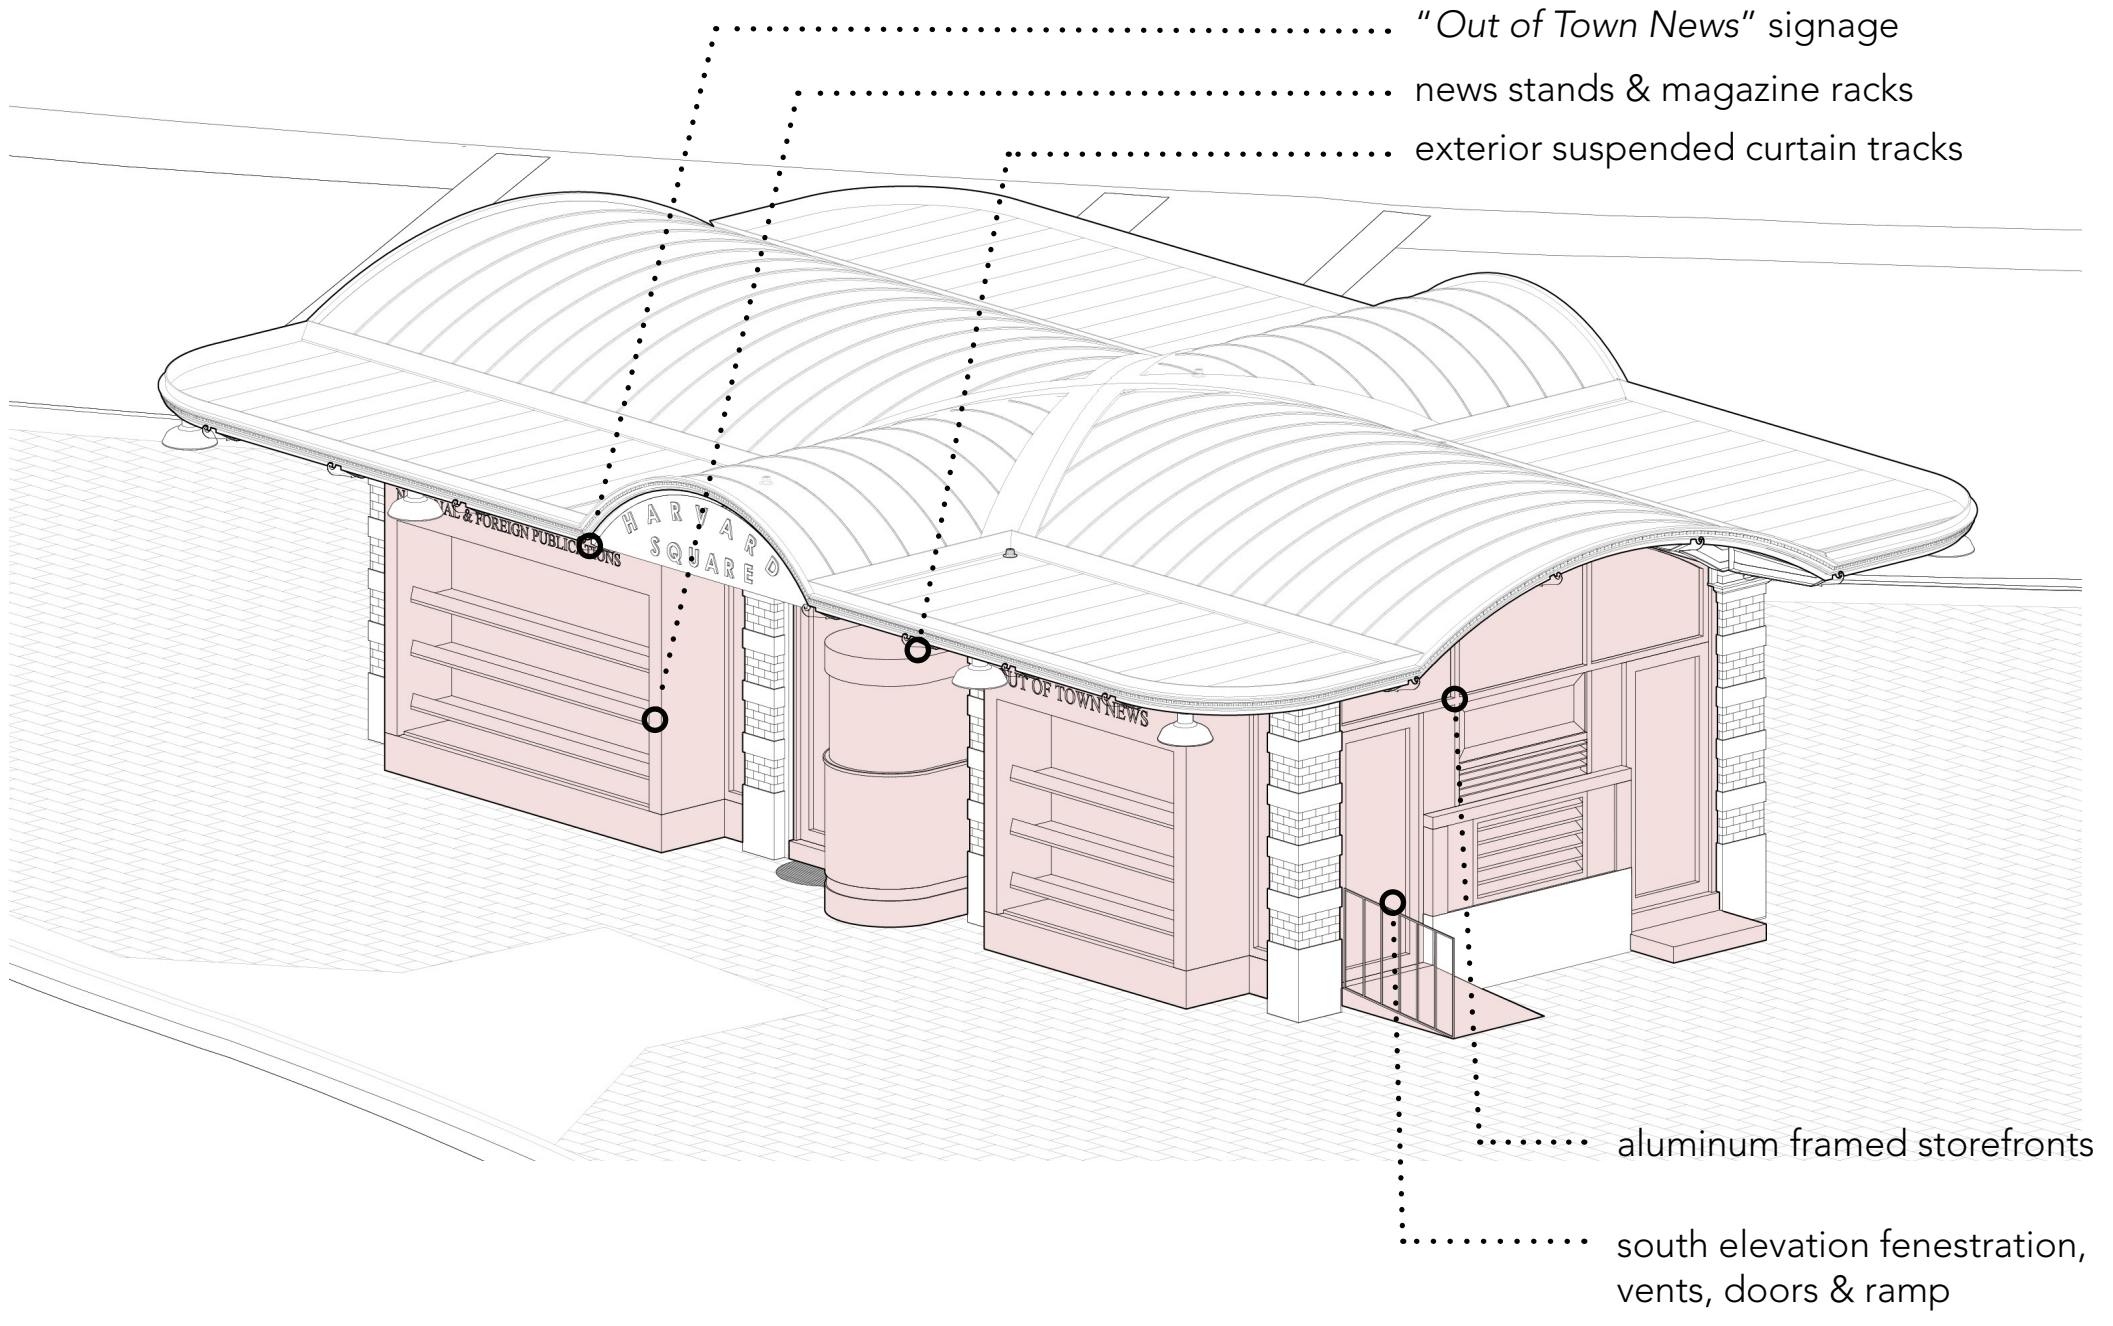 “Out of Town News” signage
news stands & magazine racks
exterior suspended curtain tracks
& FOREIGN PUBLICATIONS
HARVARD
SQUARE
OUT OF TOWN NEWS
aluminum framed storefronts
south elevation fenestration,
vents, doors & ramp